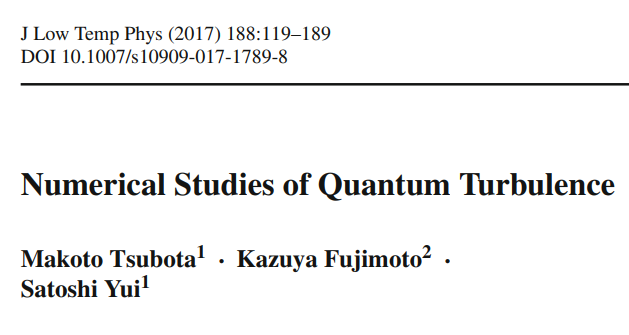 J Low Temp Phys (2017) 188:119–189
DOI 10.1007/s10909-017-1789-8
Numerical Studies of Quantum Turbulence
Makoto Tsubota¹ · Kazuya Fujimoto² ·
Satoshi Yui¹